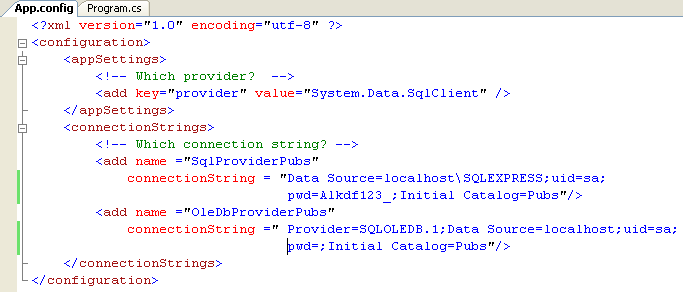 App.config Program.cs
<?xml version="1.0" encoding="utf-8" ?>
<configuration>
<appSettings>
<!-- Which provider?  -->
<add key="provider" value="System.Data.SqlClient" />
</appSettings>
<connectionStrings>
<!-- Which connection string? -->
<add name ="SqlProviderPubs"
connectionString = "Data Source=localhost\SQLEXPRESS;uid=sa;
pwd=Alkdf123_;Initial Catalog=Pubs"/>
<add name ="OleDbProviderPubs"
connectionString =" Provider=SQLOLEDB.1;Data Source=localhost;uid=sa;
pwd=;Initial Catalog=Pubs"/>
</connectionStrings>
</configuration>